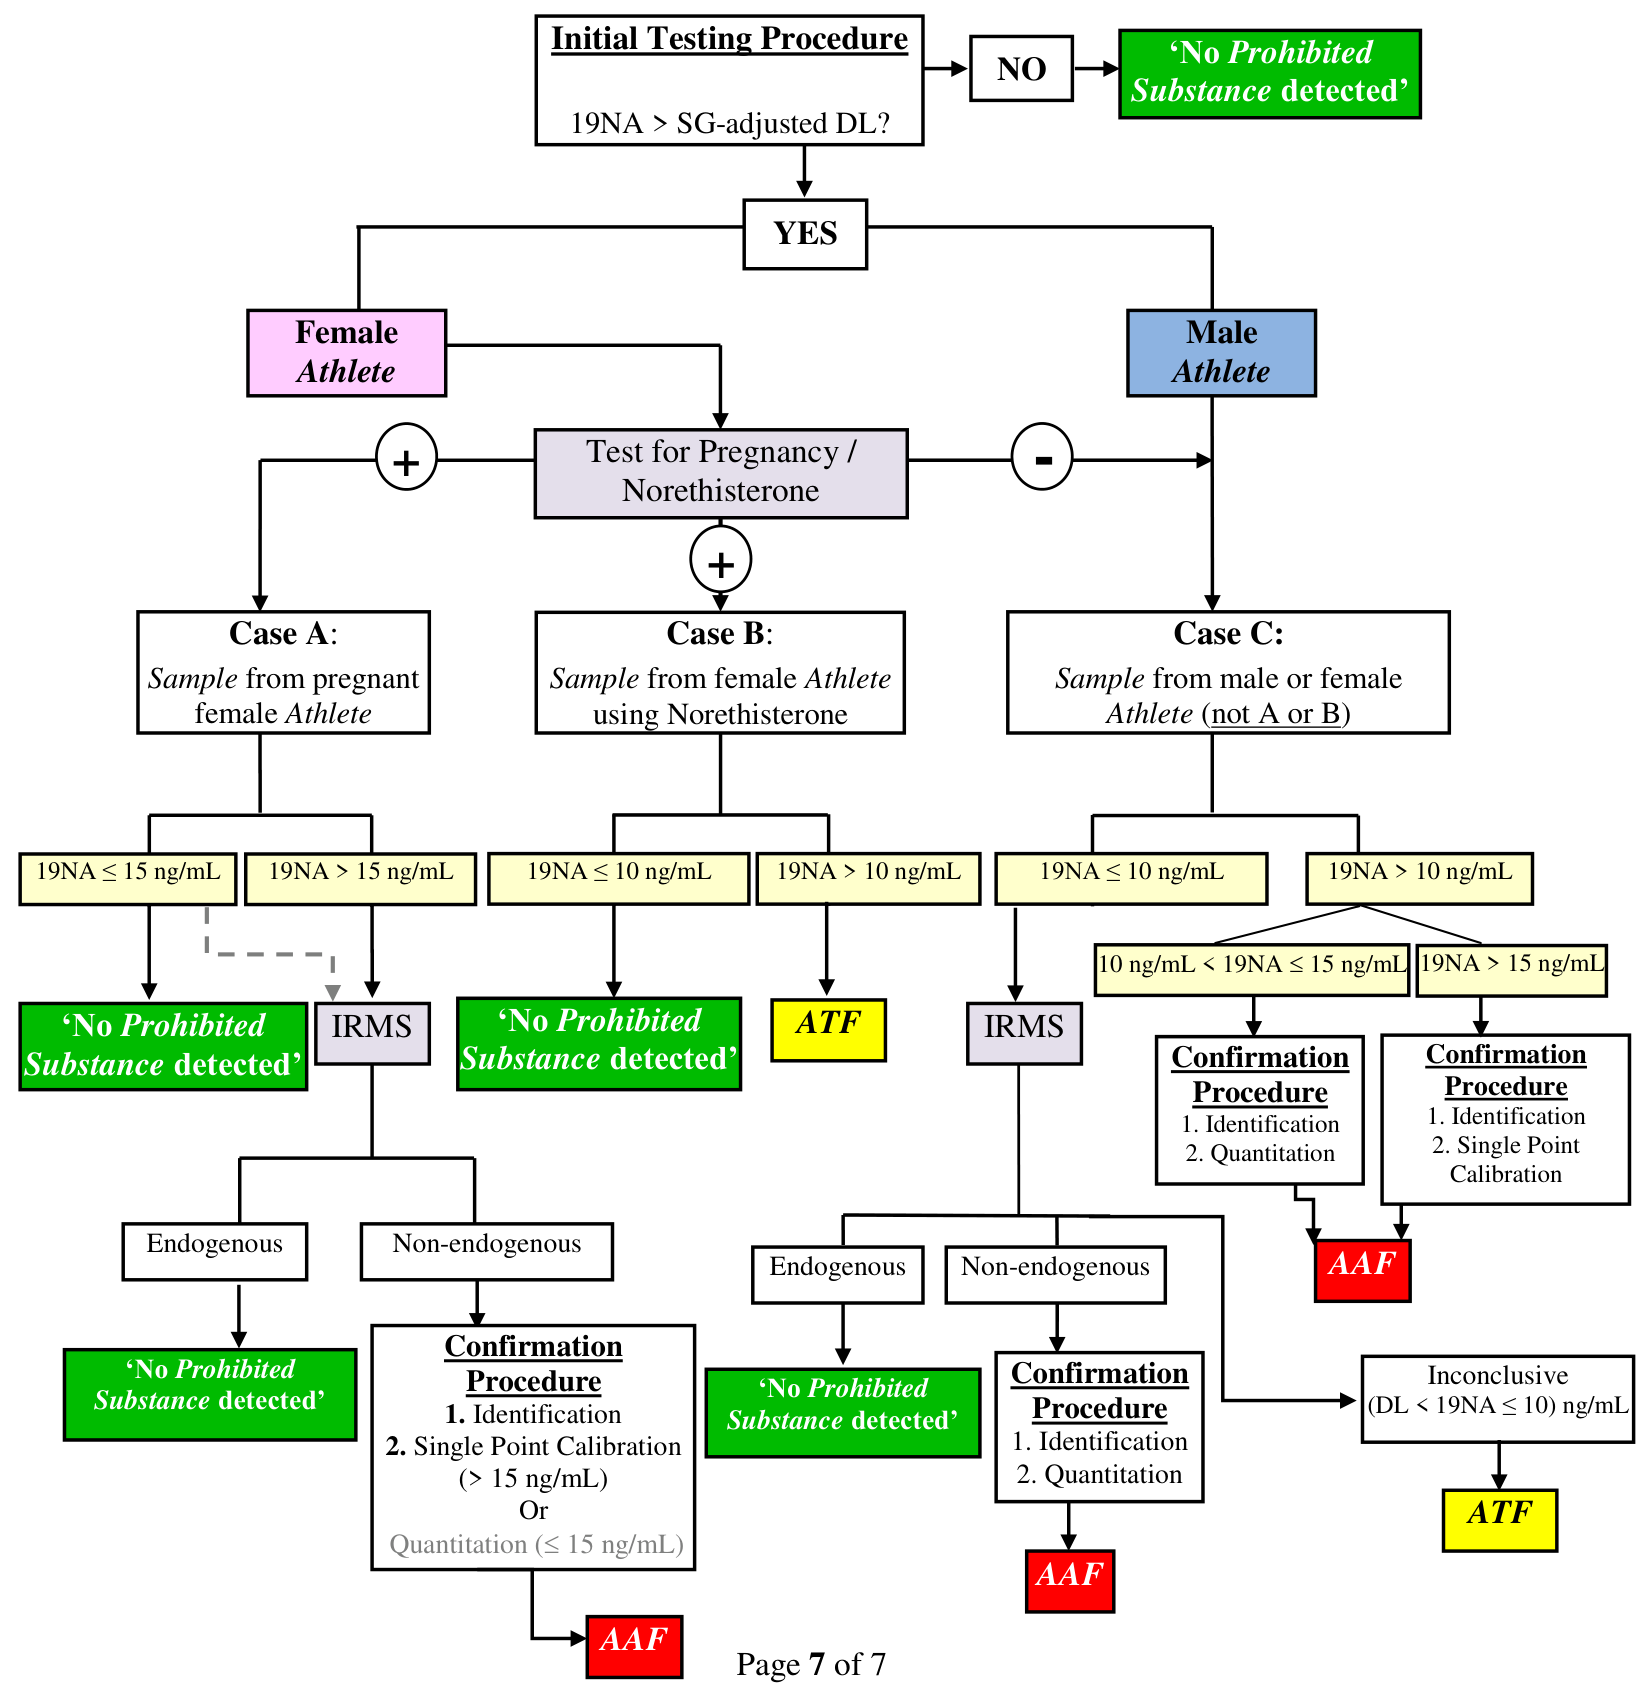 Initial Testing Procedure
19NA > SG-adjusted DL?
NO
‘No Prohibited
Substance detected’
YES
Female
Athlete
Male
Athlete
Test for Pregnancy /
Norethisterone
+
-
+
Case A:
Sample from pregnant
female Athlete
Case B:
Sample from female Athlete
using Norethisterone
Case C:
Sample from male or female
Athlete (not A or B)
19NA ≤ 15 ng/mL
19NA > 15 ng/mL
19NA ≤ 10 ng/mL
19NA > 10 ng/mL
19NA ≤ 10 ng/mL
19NA > 10 ng/mL
10 ng/mL < 19NA ≤ 15 ng/mL
19NA > 15 ng/mL
‘No Prohibited
Substance detected’
IRMS
‘No Prohibited
Substance detected’
ATF
IRMS
Confirmation
Procedure
1. Identification
2. Quantitation
Confirmation
Procedure
1. Identification
2. Single Point
Calibration
AAF
Endogenous
Non-endogenous
Endogenous
Non-endogenous
‘No Prohibited
Substance detected’
Confirmation
Procedure
1. Identification
2. Single Point Calibration
(> 15 ng/mL)
Or
Quantitation (≤ 15 ng/mL)
‘No Prohibited
Substance detected’
Confirmation
Procedure
1. Identification
2. Quantitation
Inconclusive
(DL < 19NA ≤ 10) ng/mL
ATF
AAF
AAF
Page 7 of 7